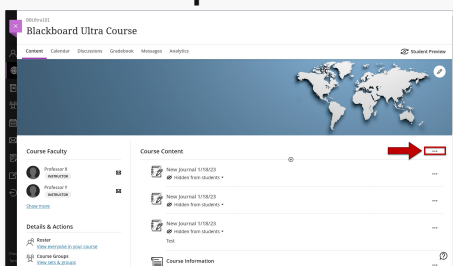 BBUltra101
Blackboard Ultra Course
Content Calendar Discussions Gradebook Messages Analytics
Student Preview
Course Faculty
Professor X
INSTRUCTOR
Professor Y
INSTRUCTOR
Show more
Details & Actions
Roster
View everyone in your course
Course Groups
View sets & groups
Course Content
New Journal 1/18/23
Hidden from students
New Journal 1/18/23
Hidden from students
New Journal 1/18/23
Hidden from students
Test
Course Information